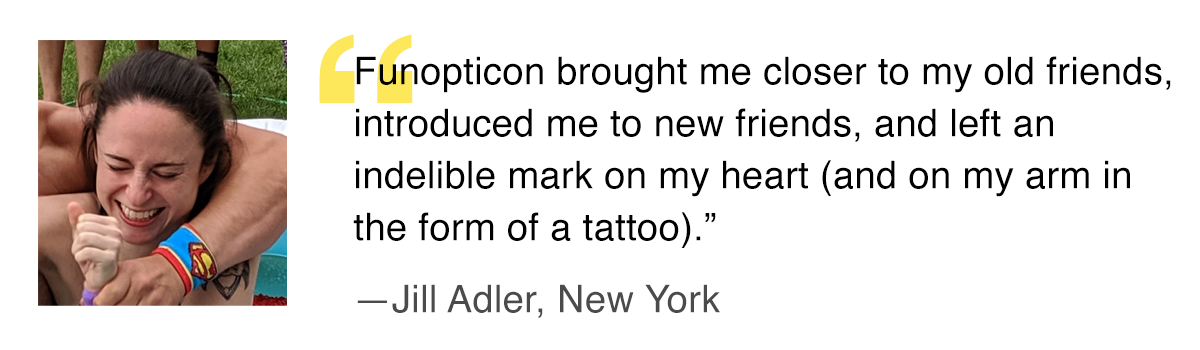 “Funopticon brought me closer to my old friends,
introduced me to new friends, and left an
indelible mark on my heart (and on my arm in
the form of a tattoo).”
—Jill Adler, New York